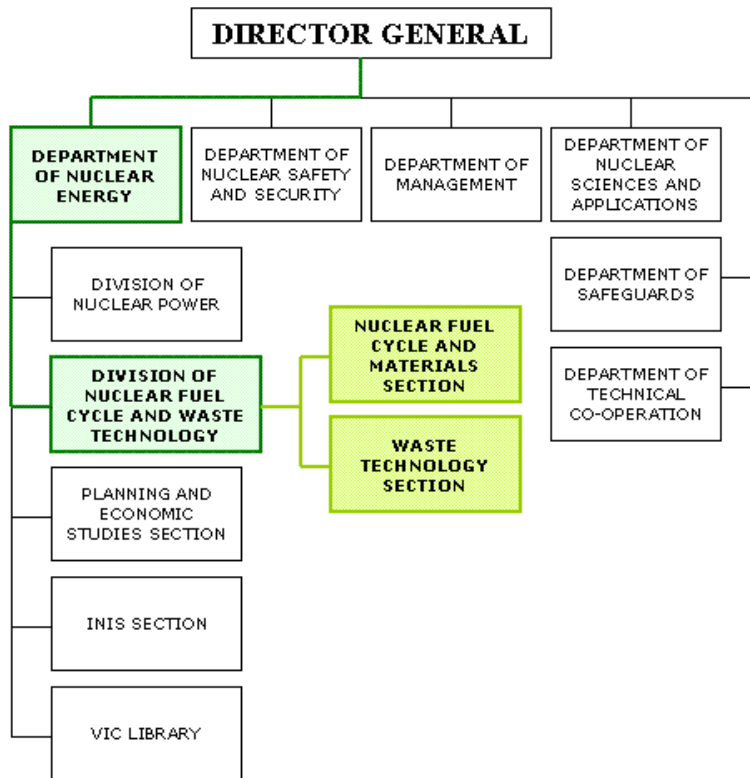 DIRECTOR GENERAL
DEPARTMENT
OF NUCLEAR
ENERGY
DEPARTMENT OF
NUCLEAR SAFETY
AND SECURITY
DEPARTMENT OF
MANAGEMENT
DEPARTMENT OF
NUCLEAR
SCIENCES AND
APPLICATIONS
DIVISION OF
NUCLEAR POWER
DEPARTMENT OF
SAFEGUARDS
NUCLEAR FUEL
CYCLE AND
MATERIALS
SECTION
DIVISION OF
NUCLEAR FUEL
CYCLE AND WASTE
TECHNOLOGY
DEPARTMENT OF
TECHNICAL
CO-OPERATION
WASTE
TECHNOLOGY
SECTION
PLANNING AND
ECONOMIC
STUDIES SECTION
INIS SECTION
VIC LIBRARY